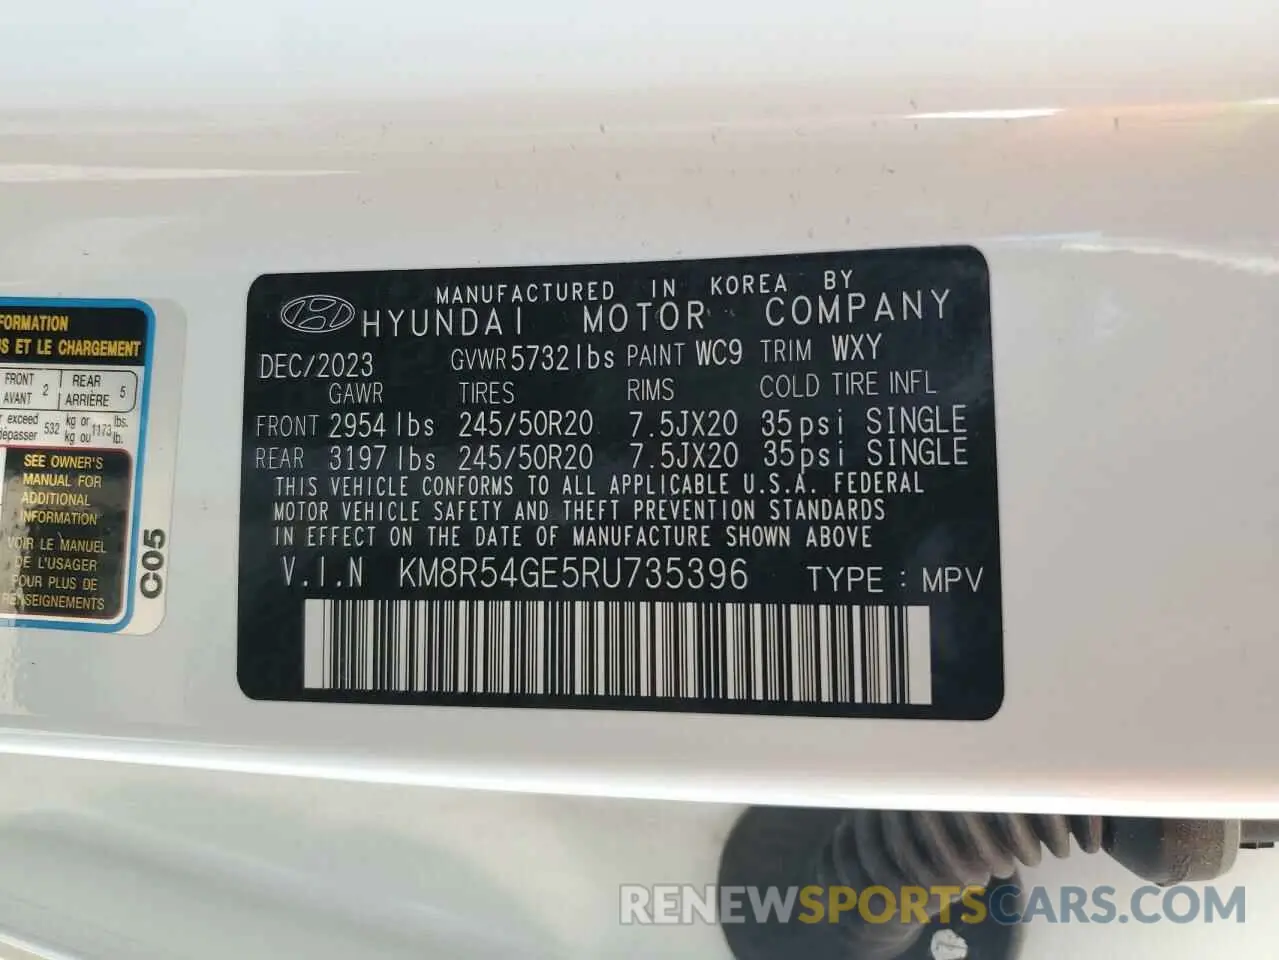 MANUFACTURED IN KOREA BY
HYUNDAI MOTOR COMPANY
DEC/2023 GVWR 5732lbs PAINT WC9 TRIM WXY
GAWR TIRES RIMS COLD TIRE INFL
FRONT 2954 lbs 245/50R20 7.5JX20 35psi SINGLE
REAR 3197 lbs 245/50R20 7.5JX20 35psi SINGLE
THIS VEHICLE CONFORMS TO ALL APPLICABLE U.S.A. FEDERAL
MOTOR VEHICLE SAFETY AND THEFT PREVENTION STANDARDS
IN EFFECT ON THE DATE OF MANUFACTURE SHOWN ABOVE
V.I.N KM8R54GE5RU735396 TYPE : MPV
FRONT 2 REAR 5
AVANT ARRIÈRE
exceed 532 kg or 1173 lbs.
dépasser kg ou lb.
ET LE CHARGEMENT
SEE OWNER'S
MANUAL FOR
ADDITIONAL
INFORMATION
VOIR LE MANUEL
DE L'USAGER
POUR PLUS DE
RENSEIGNEMENTS
C05
RENEWSPORTSCARS.COM